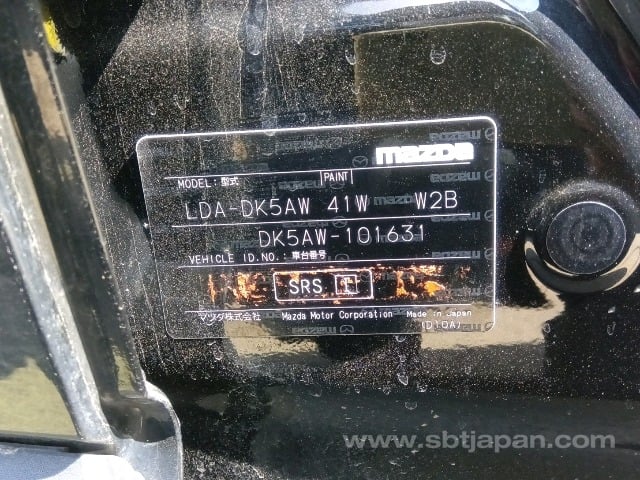 mazda
MODEL: 型式 PAINT
LDA-DK5AW 41W W2B
DK5AW-101631
VEHICLE ID.NO.: 車台番号
SRS I
マツダ株式会社 Mazda Motor Corporation Made in Japan
(D10A)
www.sbtjapan.com